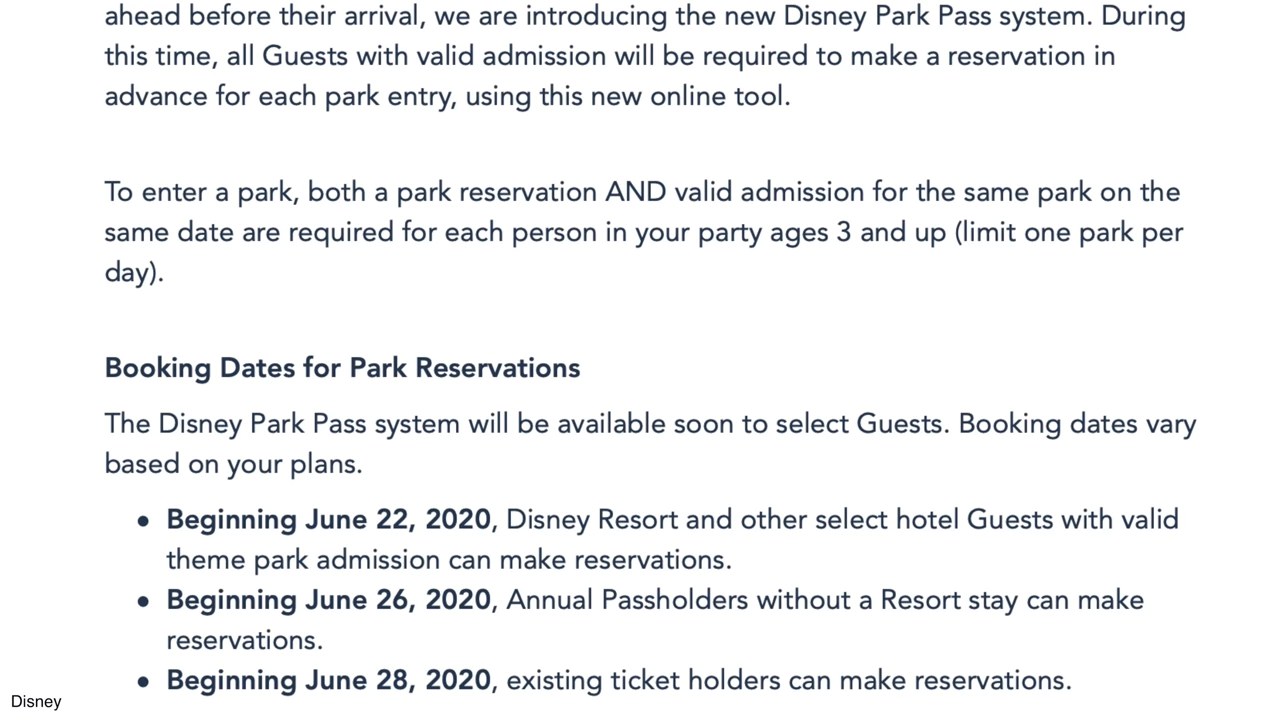 ahead before their arrival, we are introducing the new Disney Park Pass system. During
this time, all Guests with valid admission will be required to make a reservation in
advance for each park entry, using this new online tool.
To enter a park, both a park reservation AND valid admission for the same park on the
same date are required for each person in your party ages 3 and up (limit one park per
day).
Booking Dates for Park Reservations
The Disney Park Pass system will be available soon to select Guests. Booking dates vary
based on your plans.
• Beginning June 22, 2020, Disney Resort and other select hotel Guests with valid
theme park admission can make reservations.
• Beginning June 26, 2020, Annual Passholders without a Resort stay can make
reservations.
• Beginning June 28, 2020, existing ticket holders can make reservations.
Disney